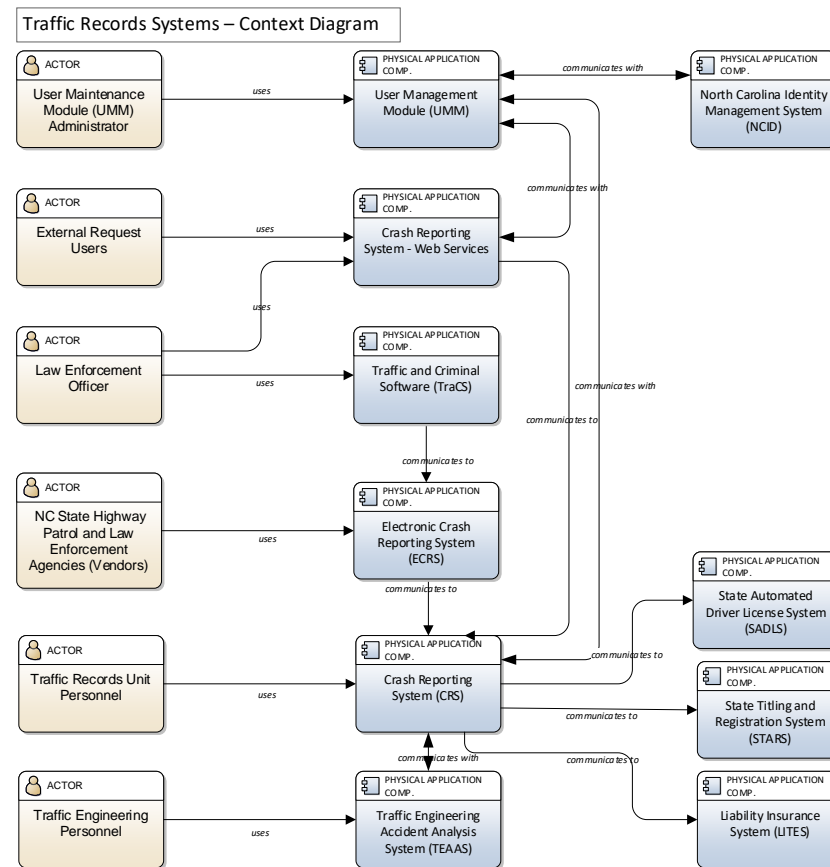 Traffic Records Systems – Context Diagram
ACTOR
User Maintenance
Module (UMM)
Administrator
uses
PHYSICAL APPLICATION
COMP.
User Management
Module (UMM)
communicates with
PHYSICAL APPLICATION
COMP.
North Carolina Identity
Management System
(NCID)
communicates with
ACTOR
External Request
Users
uses
PHYSICAL APPLICATION
COMP.
Crash Reporting
System - Web Services
uses
ACTOR
Law Enforcement
Officer
uses
PHYSICAL APPLICATION
COMP.
Traffic and Criminal
Software (TraCS)
communicates with
communicates to
communicates to
ACTOR
NC State Highway
Patrol and Law
Enforcement
Agencies (Vendors)
uses
PHYSICAL APPLICATION
COMP.
Electronic Crash
Reporting System
(ECRS)
communicates to
PHYSICAL APPLICATION
COMP.
State Automated
Driver License System
(SADLS)
ACTOR
Traffic Records Unit
Personnel
uses
PHYSICAL APPLICATION
COMP.
Crash Reporting
System (CRS)
communicates to
PHYSICAL APPLICATION
COMP.
State Titling and
Registration System
(STARS)
communicates to
communicates with
communicates to
ACTOR
Traffic Engineering
Personnel
uses
PHYSICAL APPLICATION
COMP.
Traffic Engineering
Accident Analysis
System (TEAAS)
PHYSICAL APPLICATION
COMP.
Liability Insurance
System (LITES)